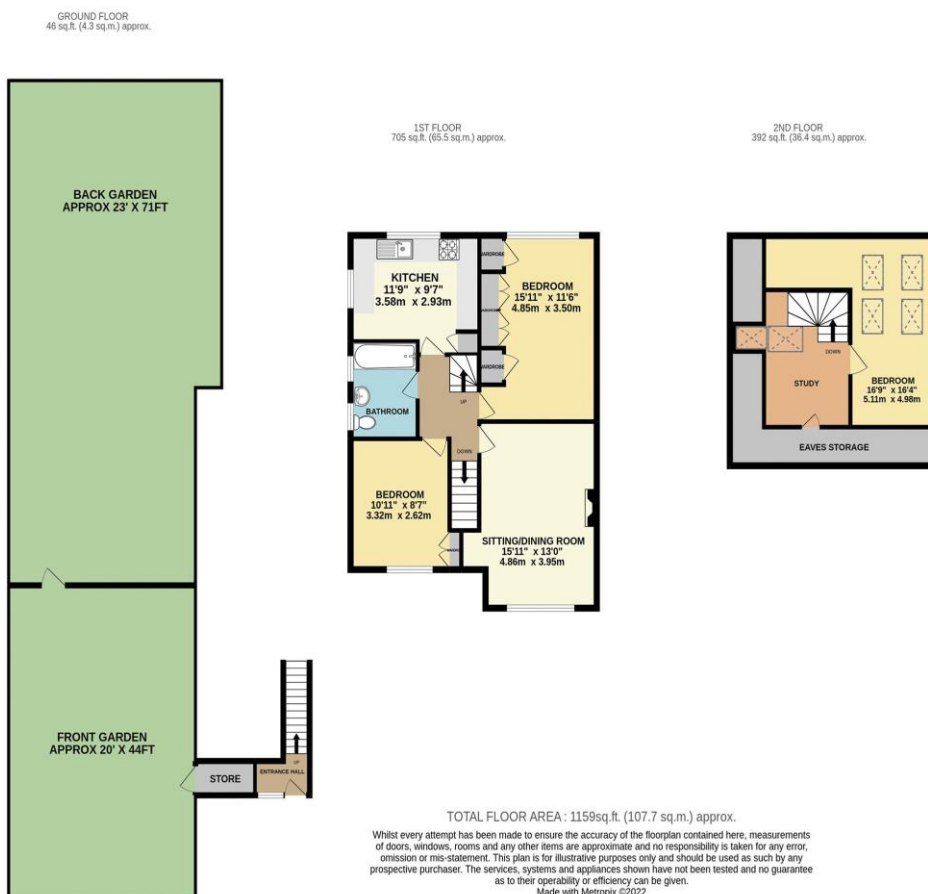 GROUND FLOOR
46 sq.ft. (4.3 sq.m.) approx.
BACK GARDEN
APPROX 23' X 71FT
FRONT GARDEN
APPROX 20' X 44FT
STORE
ENTRANCE HALL
UP
1ST FLOOR
705 sq.ft. (65.5 sq.m.) approx.
KITCHEN
11'9" x 9'7"
3.58m x 2.93m
WARDROBE
WARDROBE
WARDROBE
BEDROOM
15'11" x 11'6"
4.85m x 3.50m
BATHROOM
UP
DOWN
BEDROOM
10'11" x 8'7"
3.32m x 2.62m
SITTING/DINING ROOM
15'11" x 13'0"
4.86m x 3.95m
2ND FLOOR
392 sq.ft. (36.4 sq.m.) approx.
DOWN
STUDY
BEDROOM
16'9" x 16'4"
5.11m x 4.98m
EAVES STORAGE
TOTAL FLOOR AREA : 1159sq.ft. (107.7 sq.m.) approx.
Whilst every attempt has been made to ensure the accuracy of the floorplan contained here, measurements
of doors, windows, rooms and any other items are approximate and no responsibility is taken for any error,
omission or mis-statement. This plan is for illustrative purposes only and should be used as such by any
prospective purchaser. The services, systems and appliances shown have not been tested and no guarantee
as to their operability or efficiency can be given.
Made with Metropix ©2022